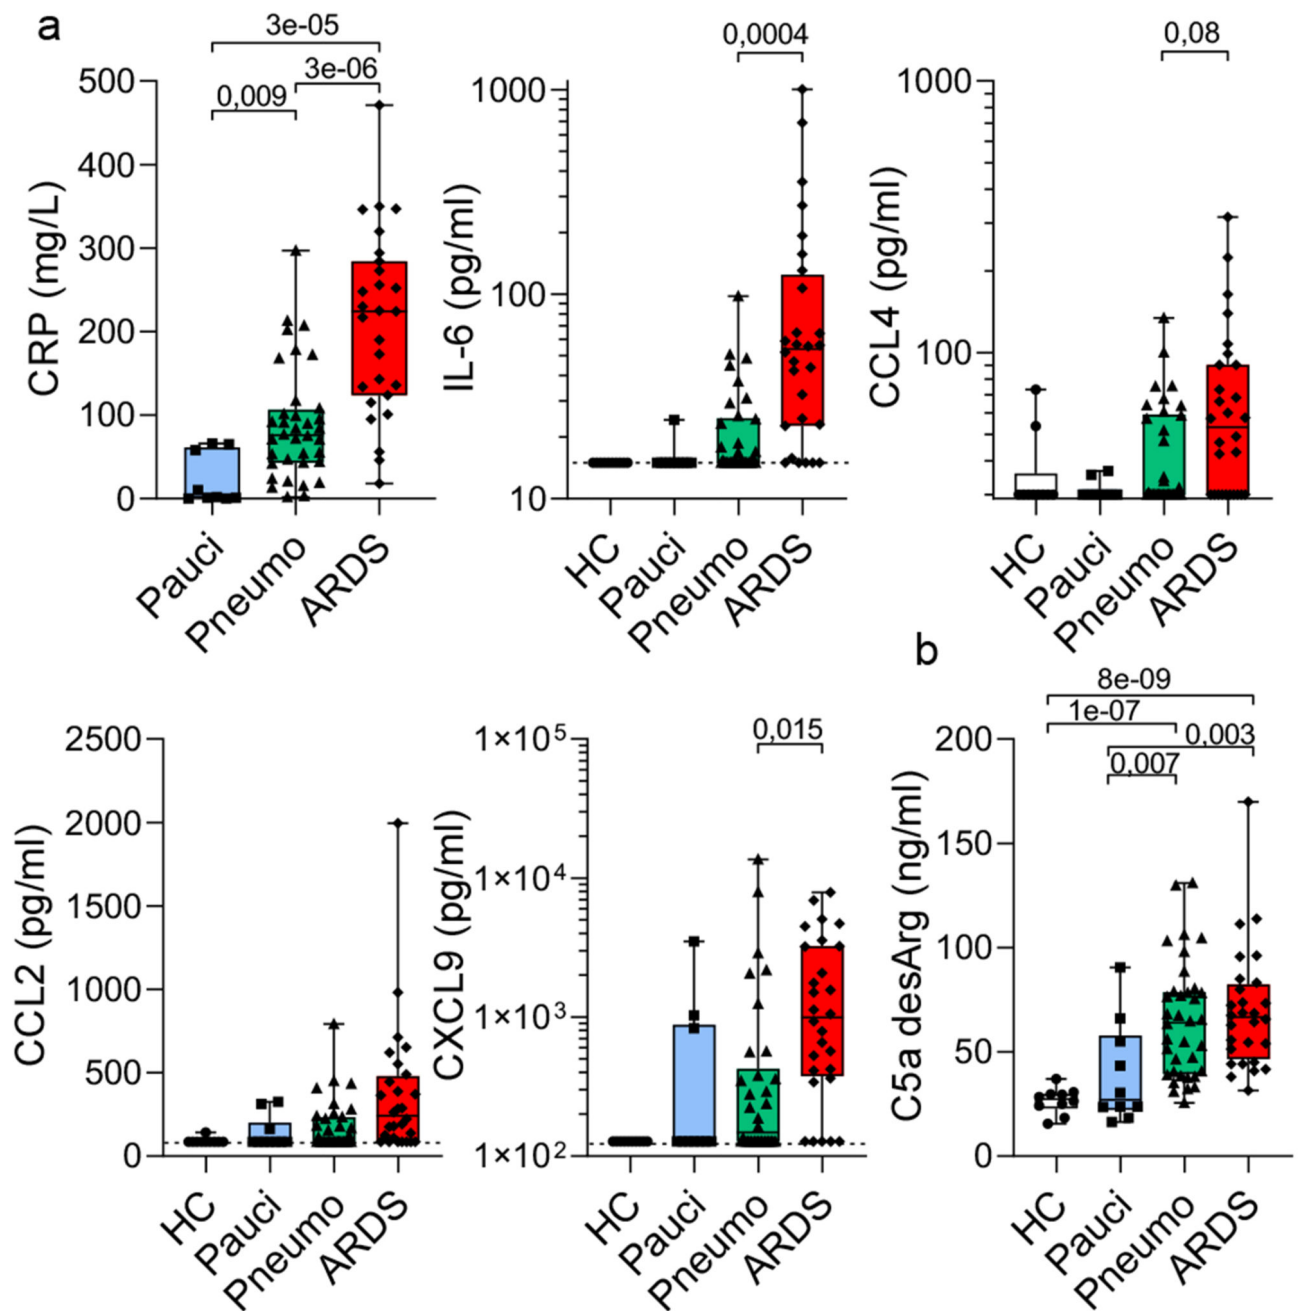 a
3e-05
3e-06
0,009
CRP (mg/L)
500
400
300
200
100
0
Pauci
Pneumo
ARDS
0,0004
IL-6 (pg/ml)
1000
100
10
HC
Pauci
Pneumo
ARDS
0,08
CCL4 (pg/ml)
1000
100
HC
Pauci
Pneumo
ARDS
CCL2 (pg/ml)
2500
2000
1500
1000
500
0
HC
Pauci
Pneumo
ARDS
0,015
CXCL9 (pg/ml)
1×10⁵
1×10⁴
1×10³
1×10²
HC
Pauci
Pneumo
ARDS
b
8e-09
1e-07
0,003
0,007
C5a desArg (ng/ml)
200
150
100
50
0
HC
Pauci
Pneumo
ARDS